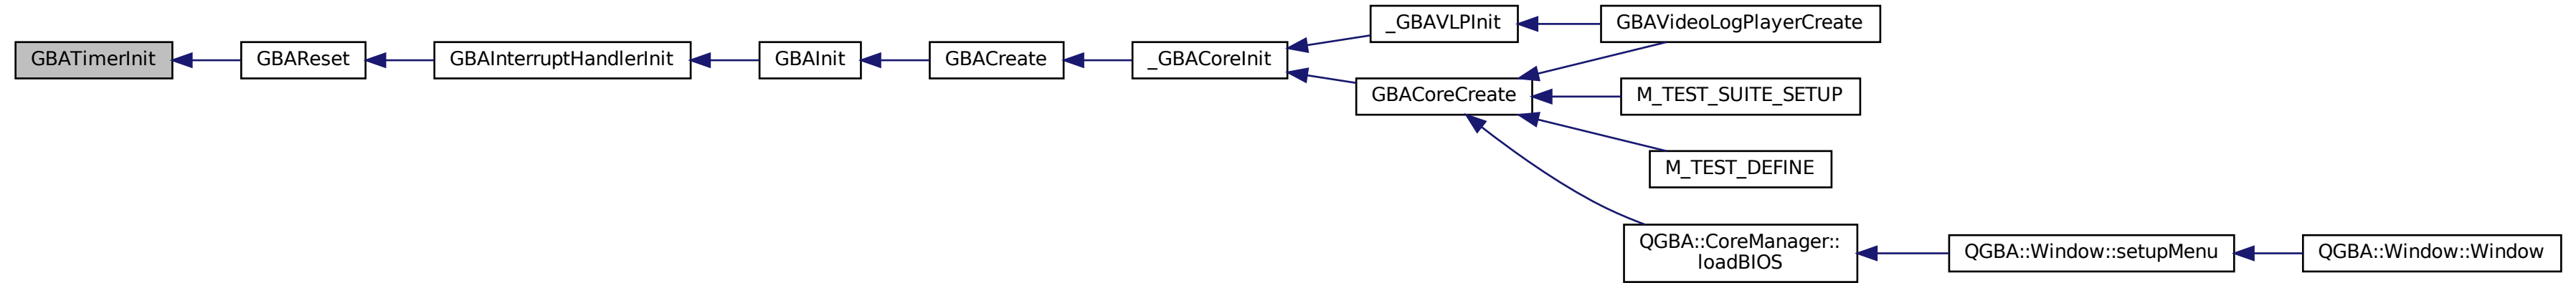 GBATimerInit
GBAReset
GBAInterruptHandlerInit
GBAInit
GBACreate
_GBACoreInit
_GBAVLPInit
GBAVideoLogPlayerCreate
GBACoreCreate
M_TEST_SUITE_SETUP
M_TEST_DEFINE
QGBA::CoreManager::
loadBIOS
QGBA::Window::setupMenu
QGBA::Window::Window